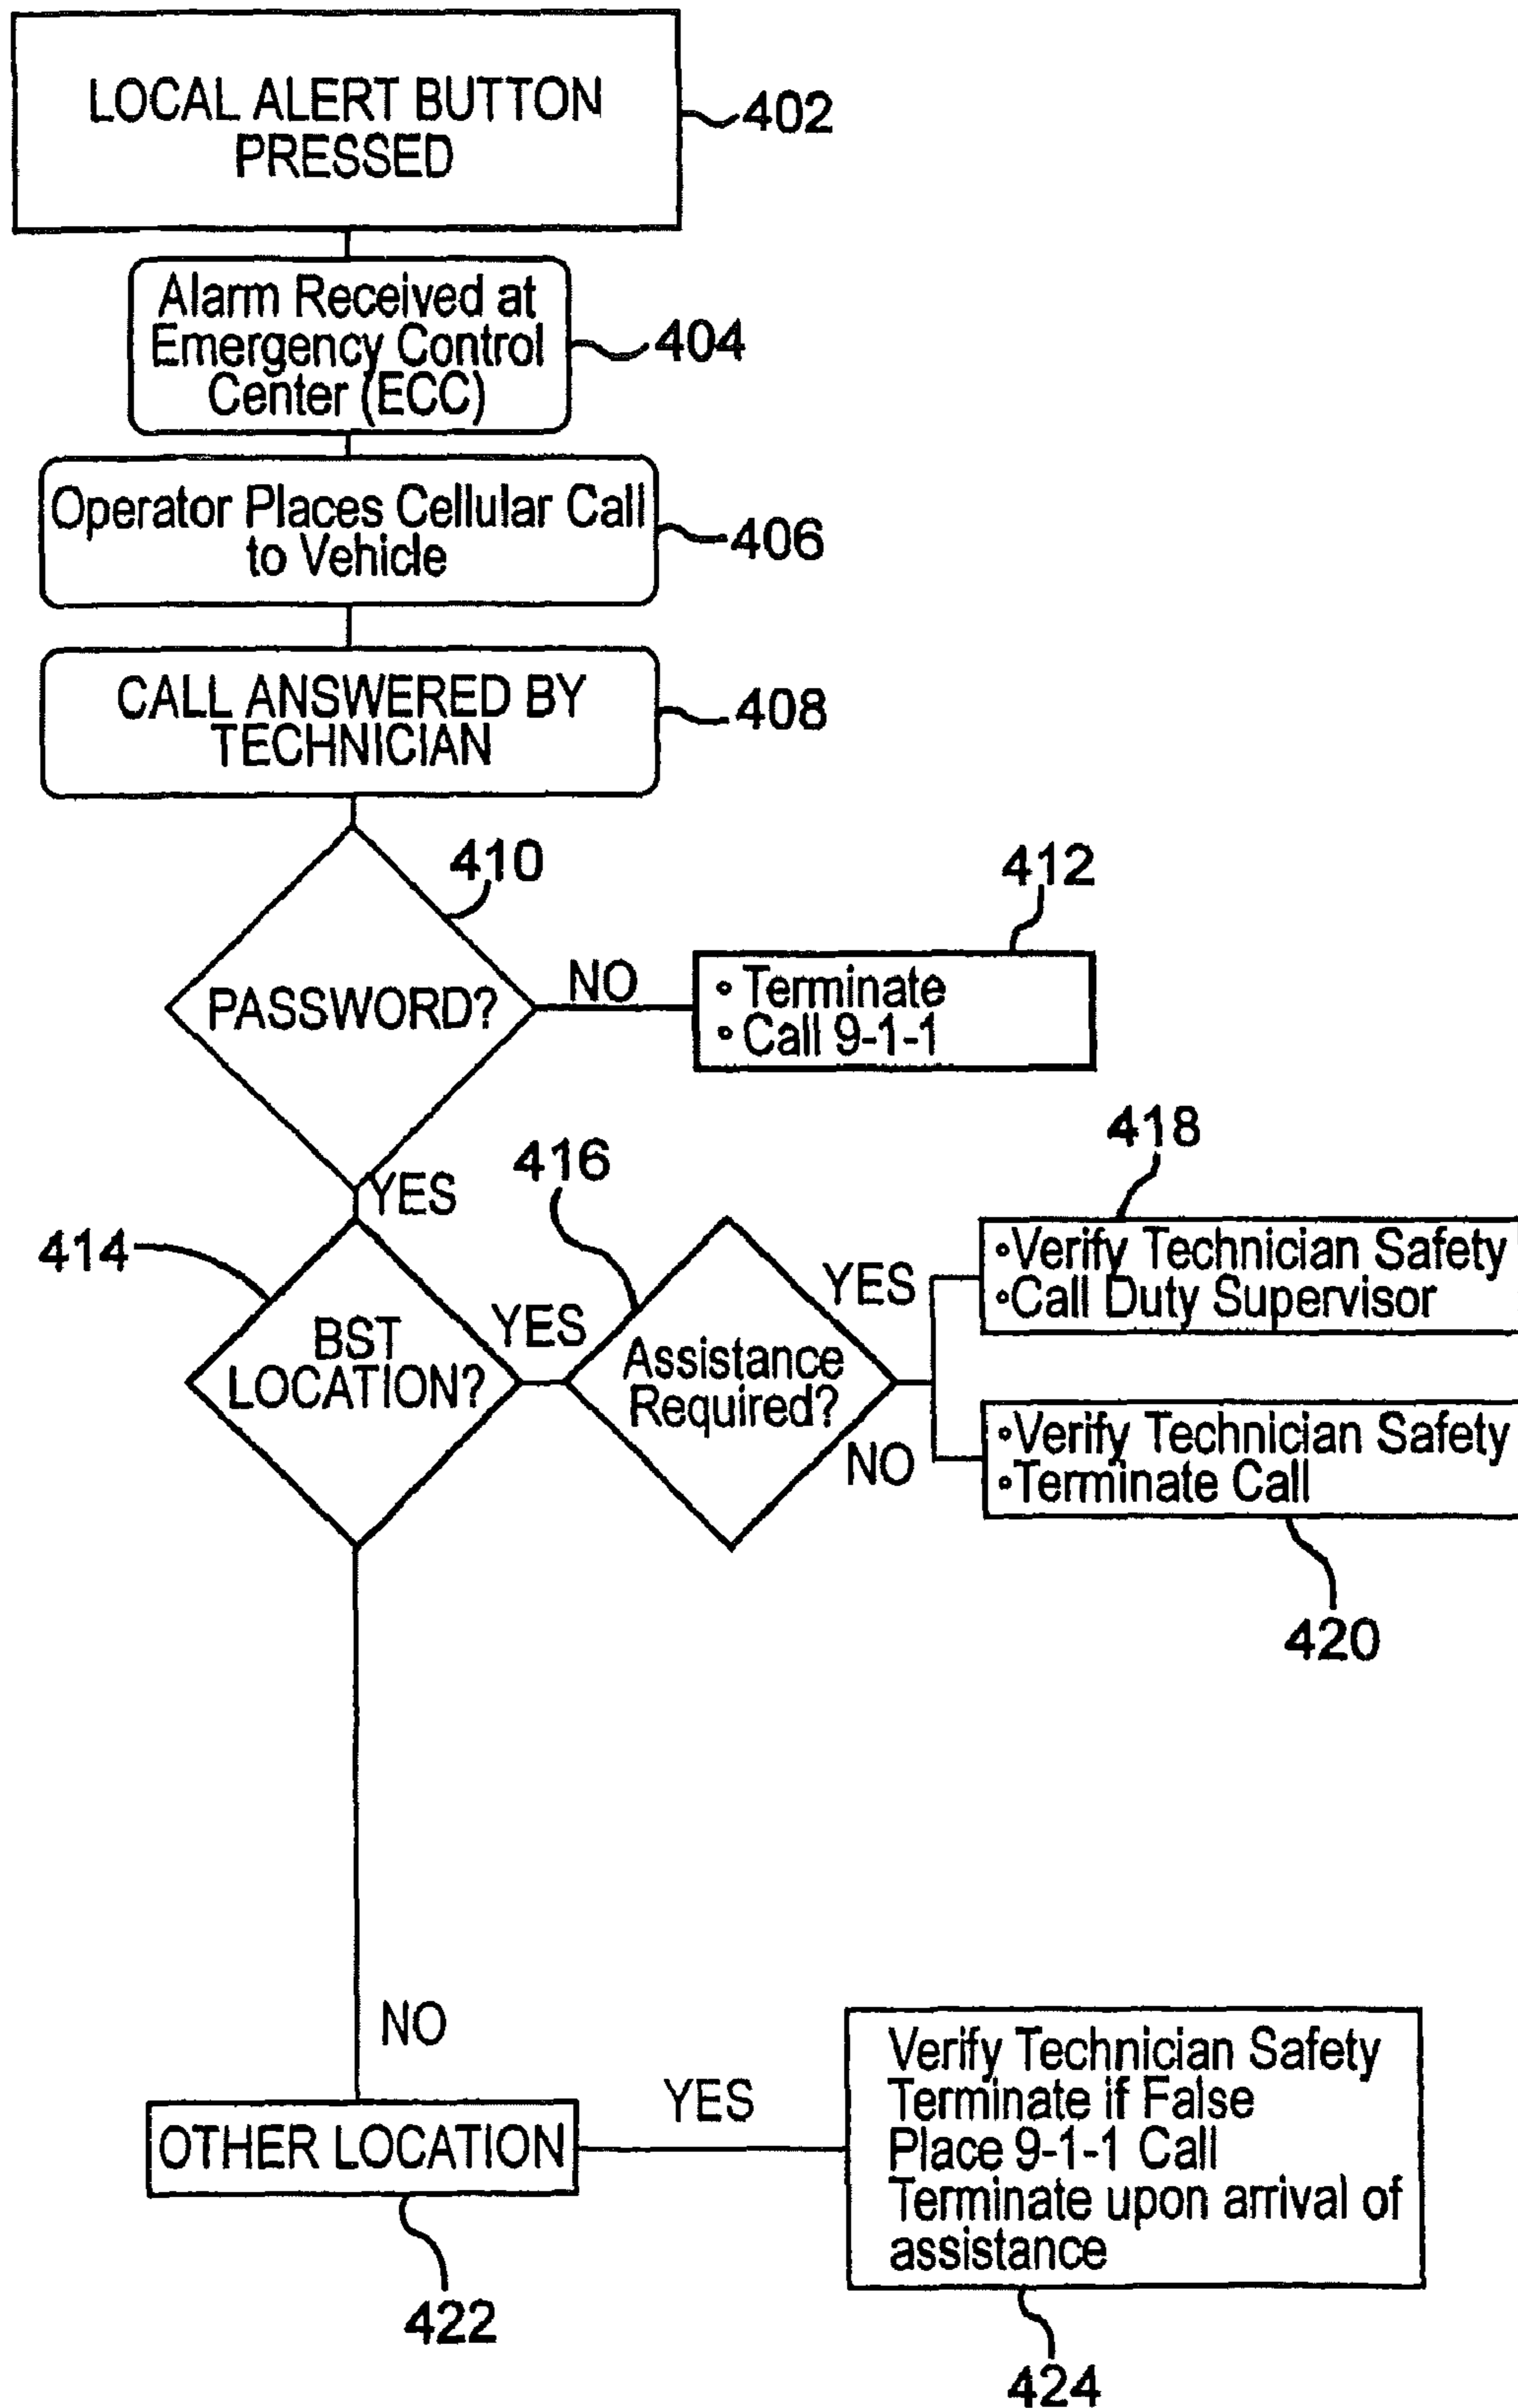 LOCAL ALERT BUTTON
PRESSED
402
Alarm Received at
Emergency Control
Center (ECC)
404
Operator Places Cellular Call
to Vehicle
406
CALL ANSWERED BY
TECHNICIAN
408
410
PASSWORD?
NO
412
• Terminate
• Call 9-1-1
YES
414
BST
LOCATION?
YES
416
Assistance
Required?
YES
NO
418
•Verify Technician Safety
•Call Duty Supervisor
•Verify Technician Safety
•Terminate Call
420
NO
OTHER LOCATION
422
YES
Verify Technician Safety
Terminate if False
Place 9-1-1 Call
Terminate upon arrival of
assistance
424